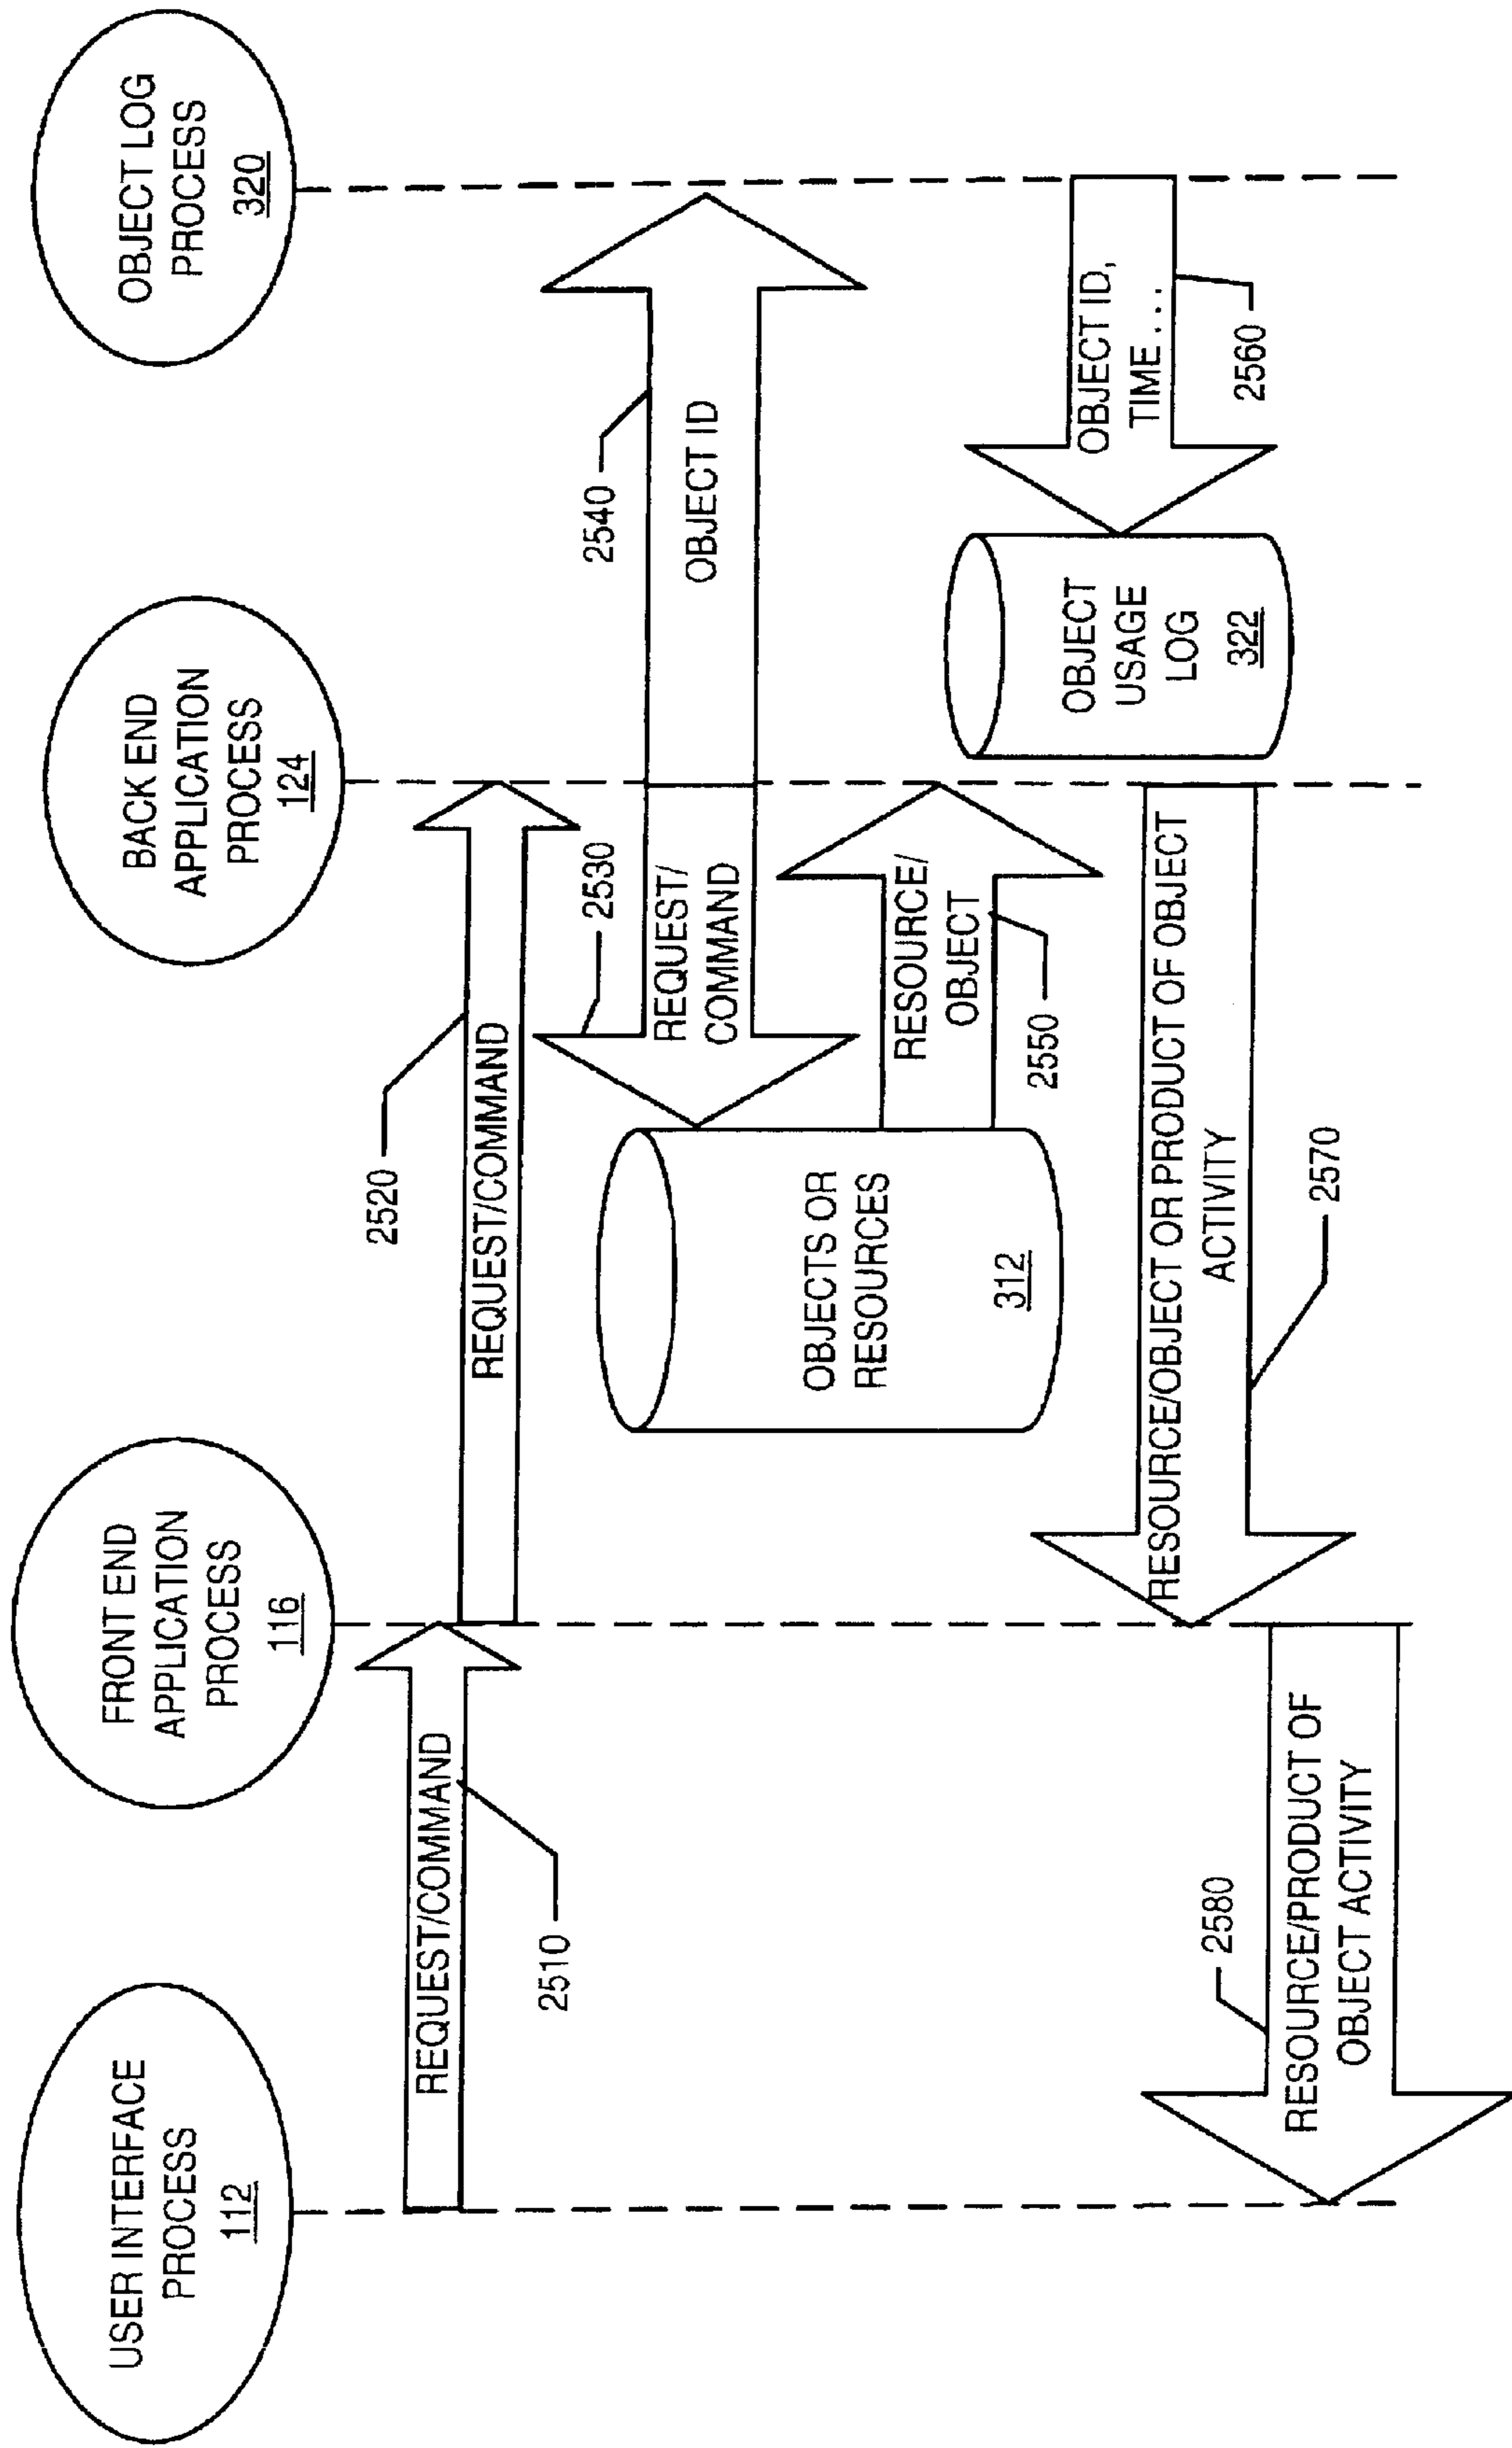 USER INTERFACE
PROCESS
112
FRONT END
APPLICATION
PROCESS
116
BACK END
APPLICATION
PROCESS
124
OBJECT LOG
PROCESS
320
REQUEST/COMMAND
2510
2520
REQUEST/COMMAND
2530
REQUEST/
COMMAND
2540
OBJECT ID
OBJECTS OR
RESOURCES
312
RESOURCE/
OBJECT
2550
OBJECT
USAGE
LOG
322
OBJECT ID,
TIME....
2560
RESOURCE/OBJECT OR PRODUCT OF OBJECT
ACTIVITY
2570
2580
RESOURCE/PRODUCT OF
OBJECT ACTIVITY